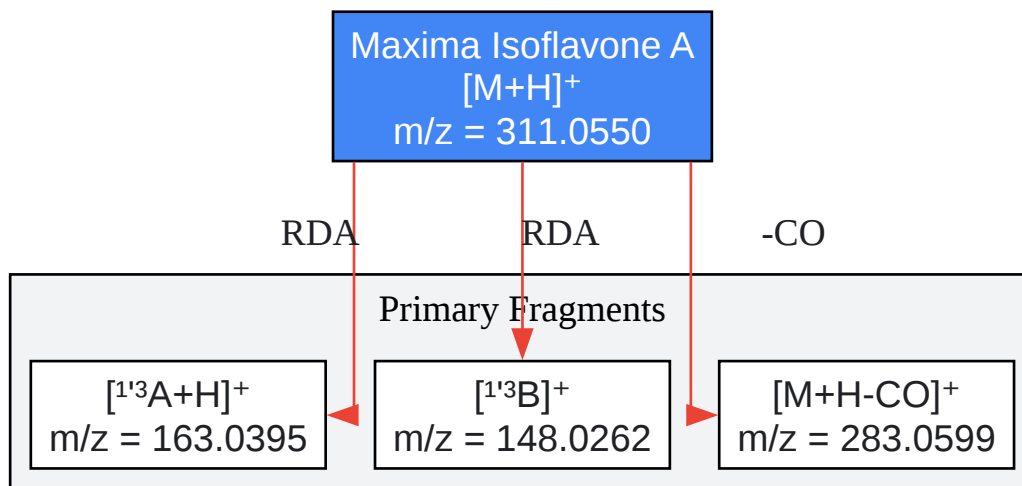 Maxima Isoflavone A
[M+H]⁺
m/z = 311.0550
RDA
RDA
-CO
Primary Fragments
[¹'³A+H]⁺
m/z = 163.0395
[¹'³B]⁺
m/z = 148.0262
[M+H-CO]⁺
m/z = 283.0599